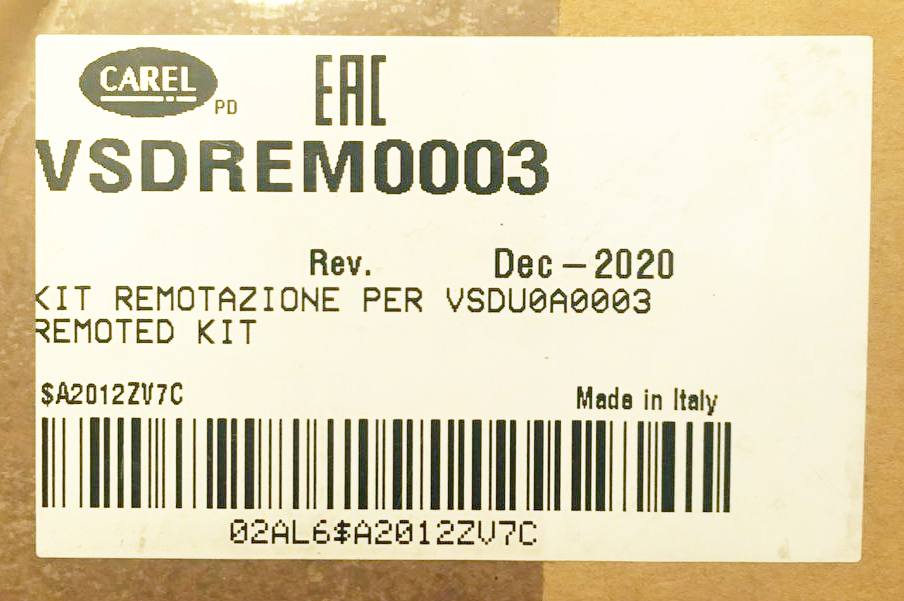 CAREL
PD
EAC
VSDREM0003
Rev. Dec-2020
KIT REMOTAZIONE PER VSDU0A0003
REMOTED KIT
$A2012ZV7C Made in Italy
02AL6$A2012ZV7C